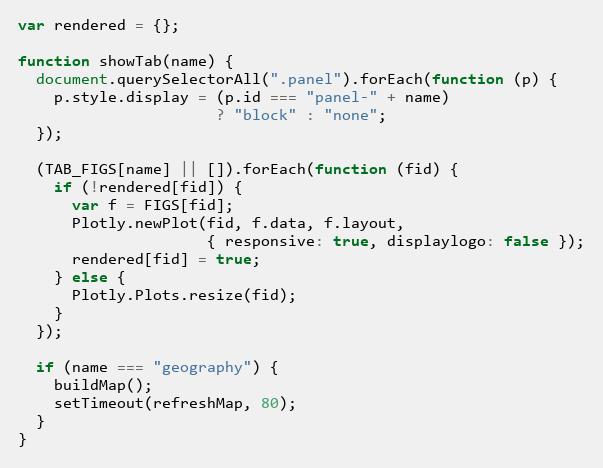 var rendered = {};

function showTab(name) {
  document.querySelectorAll(".panel").forEach(function (p) {
    p.style.display = (p.id === "panel-" + name)
                      ? "block" : "none";
  });

  (TAB_FIGS[name] || []).forEach(function (fid) {
    if (!rendered[fid]) {
      var f = FIGS[fid];
      Plotly.newPlot(fid, f.data, f.layout,
                     { responsive: true, displaylogo: false });
      rendered[fid] = true;
    } else {
      Plotly.Plots.resize(fid);
    }
  });

  if (name === "geography") {
    buildMap();
    setTimeout(refreshMap, 80);
  }
}